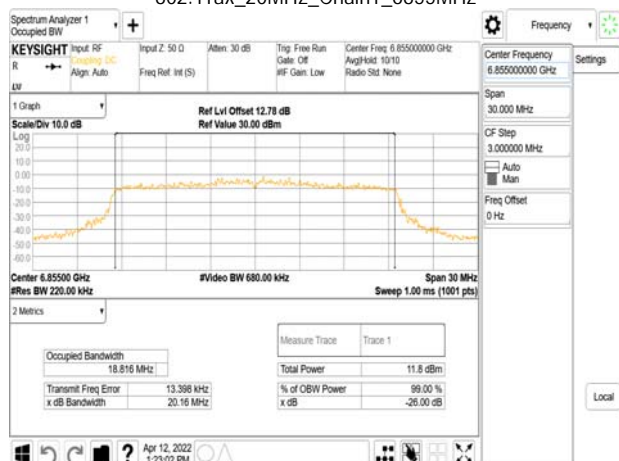 802.11ax_20MHz_Chain1_6855MHz
Spectrum Analyzer 1
Occupied BW
Frequency
Settings
KEYSIGHT
R
Input: RF
Coupling: DC
Align: Auto
Input Z: 50 Ω
Freq Ref: Int (S)
Atten: 30 dB
Trig: Free Run
Gate: Off
#IF Gain: Low
Center Freq: 6.855000000 GHz
Avg|Hold: 10/10
Radio Std: None
Center Frequency
6.855000000 GHz
Span
30.000 MHz
CF Step
3.000000 MHz
Auto
Man
Freq Offset
0 Hz
Local
1 Graph
Scale/Div 10.0 dB
Ref Lvl Offset 12.78 dB
Ref Value 30.00 dBm
Log
20.0
10.0
0.00
-10.0
-20.0
-30.0
-40.0
-50.0
-60.0
Center 6.85500 GHz
#Res BW 220.00 kHz
#Video BW 680.00 kHz
Span 30 MHz
Sweep 1.00 ms (1001 pts)
2 Metrics
Measure Trace Trace 1
Occupied Bandwidth
18.816 MHz
Total Power 11.8 dBm
Transmit Freq Error 13.398 kHz
% of OBW Power 99.00 %
x dB Bandwidth 20.16 MHz
x dB -26.00 dB
Apr 12, 2022
1:23:02 PM